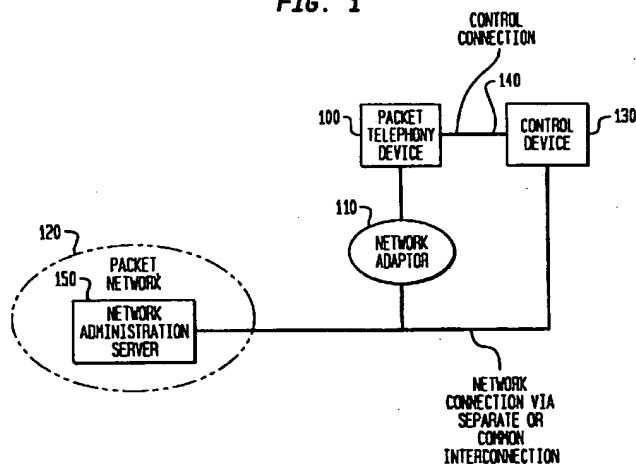 FIG. 1
CONTROL
CONNECTION
140
100
PACKET
TELEPHONY
DEVICE
CONTROL
DEVICE
130
110
NETWORK
ADAPTOR
120
PACKET
NETWORK
150
NETWORK
ADMINISTRATION
SERVER
NETWORK
CONNECTION VIA
SEPARATE OR
COMMON
INTERCONNECTION